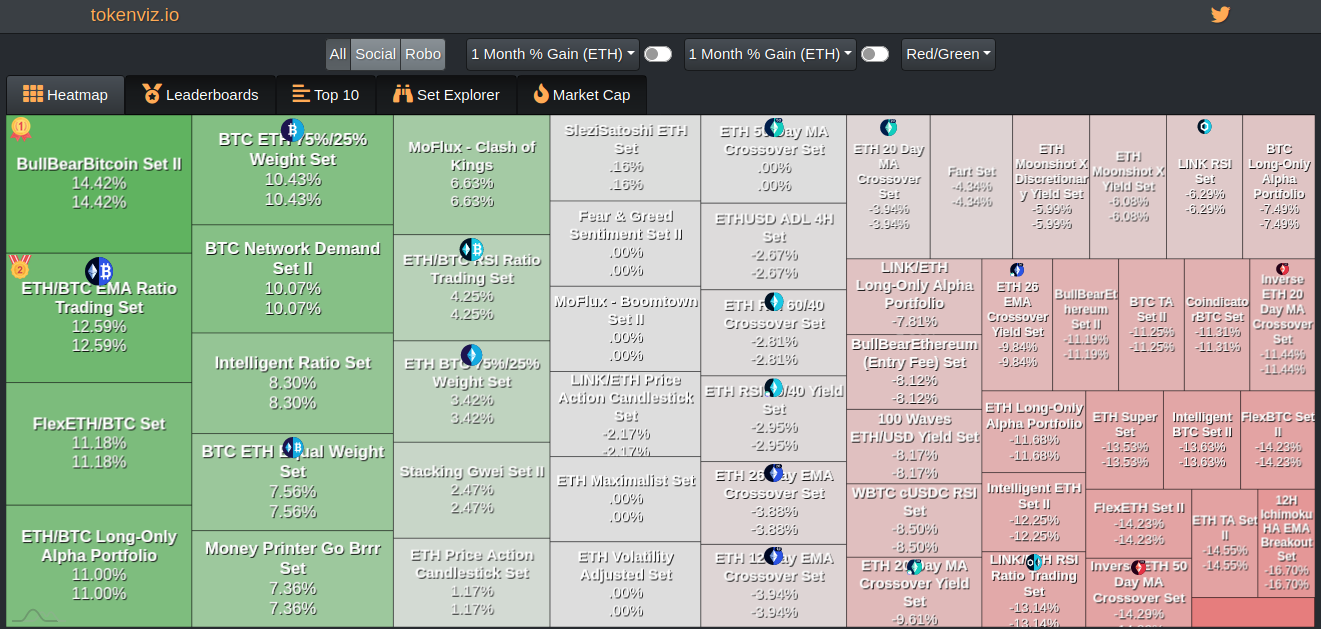 tokenviz.io
All Social Robo 1 Month % Gain (ETH) 1 Month % Gain (ETH) Red/Green
Heatmap Leaderboards Top 10 Set Explorer Market Cap
1
BullBearBitcoin Set II
14.42%
14.42%
2
ETH/BTC EMA Ratio
Trading Set
12.59%
12.59%
FlexETH/BTC Set
11.18%
11.18%
ETH/BTC Long-Only
Alpha Portfolio
11.00%
11.00%
BTC ETH 75%/25%
Weight Set
10.43%
10.43%
BTC Network Demand
Set II
10.07%
10.07%
Intelligent Ratio Set
8.30%
8.30%
BTC ETH Equal Weight
Set
7.56%
7.56%
Money Printer Go Brrr
Set
7.36%
7.36%
MoFlux - Clash of
Kings
6.63%
6.63%
ETH/BTC RSI Ratio
Trading Set
4.25%
4.25%
ETH BTC 75%/25%
Weight Set
3.42%
3.42%
Stacking Gwei Set II
2.47%
2.47%
ETH Price Action
Candlestick Set
1.17%
1.17%
SleziSatoshi ETH
Set
.16%
.16%
Fear & Greed
Sentiment Set II
.00%
.00%
MoFlux - Boomtown
Set II
.00%
.00%
LINK/ETH Price
Action Candlestick
Set
-2.17%
-2.17%
ETH Maximalist Set
.00%
.00%
ETH Volatility
Adjusted Set
.00%
.00%
ETH 50 Day MA
Crossover Set
.00%
.00%
ETHUSD ADL 4H
Set
-2.67%
-2.67%
ETH RSI 60/40
Crossover Set
-2.81%
-2.81%
ETH RSI 60/40 Yield
Set
-2.95%
-2.95%
ETH 26 Day EMA
Crossover Set
-3.88%
-3.88%
ETH 12 Day EMA
Crossover Set
-3.94%
-3.94%
ETH 20 Day
MA
Crossover
Set
-3.94%
-3.94%
Fart Set
-4.34%
-4.34%
ETH
Moonshot X
Discretionar
y Yield Set
-5.99%
-5.99%
ETH
Moonshot X
Yield Set
-6.08%
-6.08%
LINK RSI
Set
-6.29%
-6.29%
BTC
Long-Only
Alpha
Portfolio
-7.49%
-7.49%
LINK/ETH
Long-Only Alpha
Portfolio
-7.81%
BullBearEthereum
(Entry Fee) Set
-8.12%
-8.12%
100 Waves
ETH/USD Yield Set
-8.17%
-8.17%
WBTC cUSDC RSI
Set
-8.50%
-8.50%
ETH 20 Day MA
Crossover Yield
Set
-9.61%
ETH 26
EMA
Crossover
Yield Set
-9.84%
-9.84%
BullBearEt
hereum
Set II
-11.19%
-11.19%
BTC TA
Set II
-11.25%
-11.25%
Coindicato
rBTC Set
-11.31%
-11.31%
Inverse
ETH 20
Day MA
Crossover
Set
-11.44%
-11.44%
ETH Long-Only
Alpha Portfolio
-11.68%
-11.68%
Intelligent ETH
Set II
-12.25%
-12.25%
LINK/ETH RSI
Ratio Trading
Set
-13.14%
-13.14%
ETH Super
Set
-13.53%
-13.53%
Intelligent
BTC Set II
-13.63%
-13.63%
FlexBTC Set
II
-14.23%
-14.23%
FlexETH Set II
-14.23%
-14.23%
Inverse ETH 50
Day MA
Crossover Set
-14.29%
ETH TA Set
II
-14.55%
-14.55%
12H
Ichimoku
HA EMA
Breakout
Set
-16.70%
-16.70%